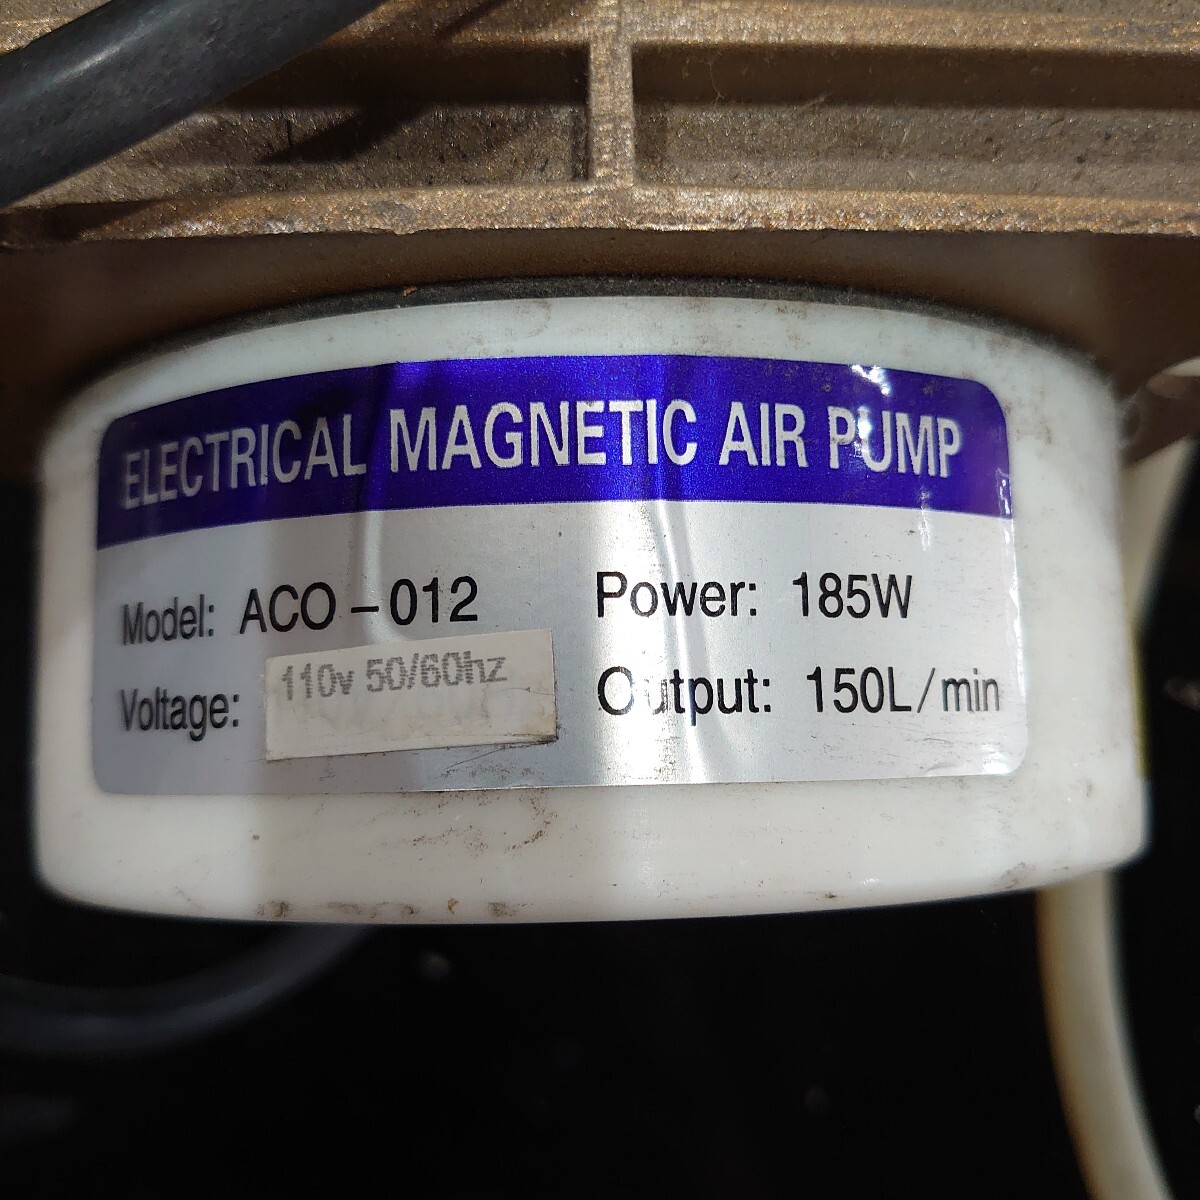 ELECTRICAL MAGNETIC AIR PUMP
Model: ACO-012 Power: 185W
Voltage: 110v 50/60hz Output: 150L/min